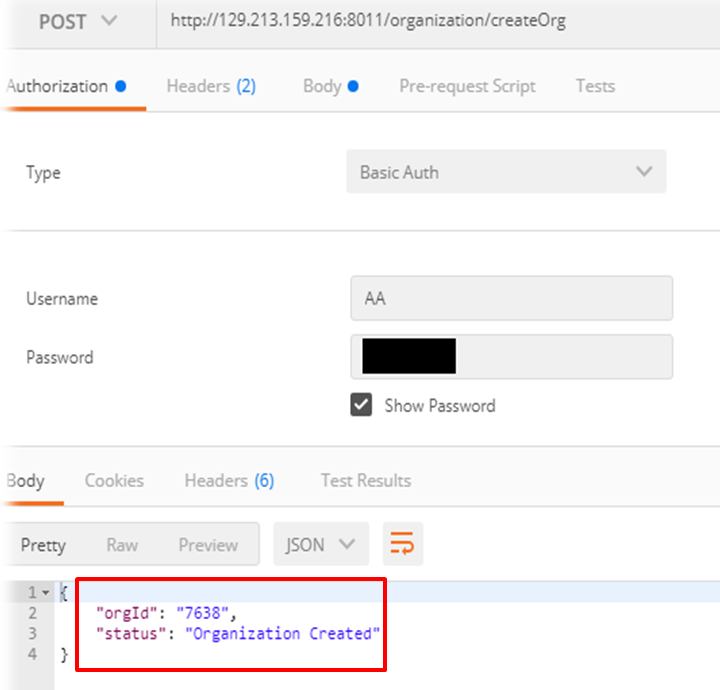 POST http://129.213.159.216:8011/organization/createOrg
Authorization Headers (2) Body Pre-request Script Tests
Type Basic Auth
Username AA
Password
Show Password
Body Cookies Headers (6) Test Results
Pretty Raw Preview JSON
1 {
2 "orgId": "7638",
3 "status": "Organization Created"
4 }